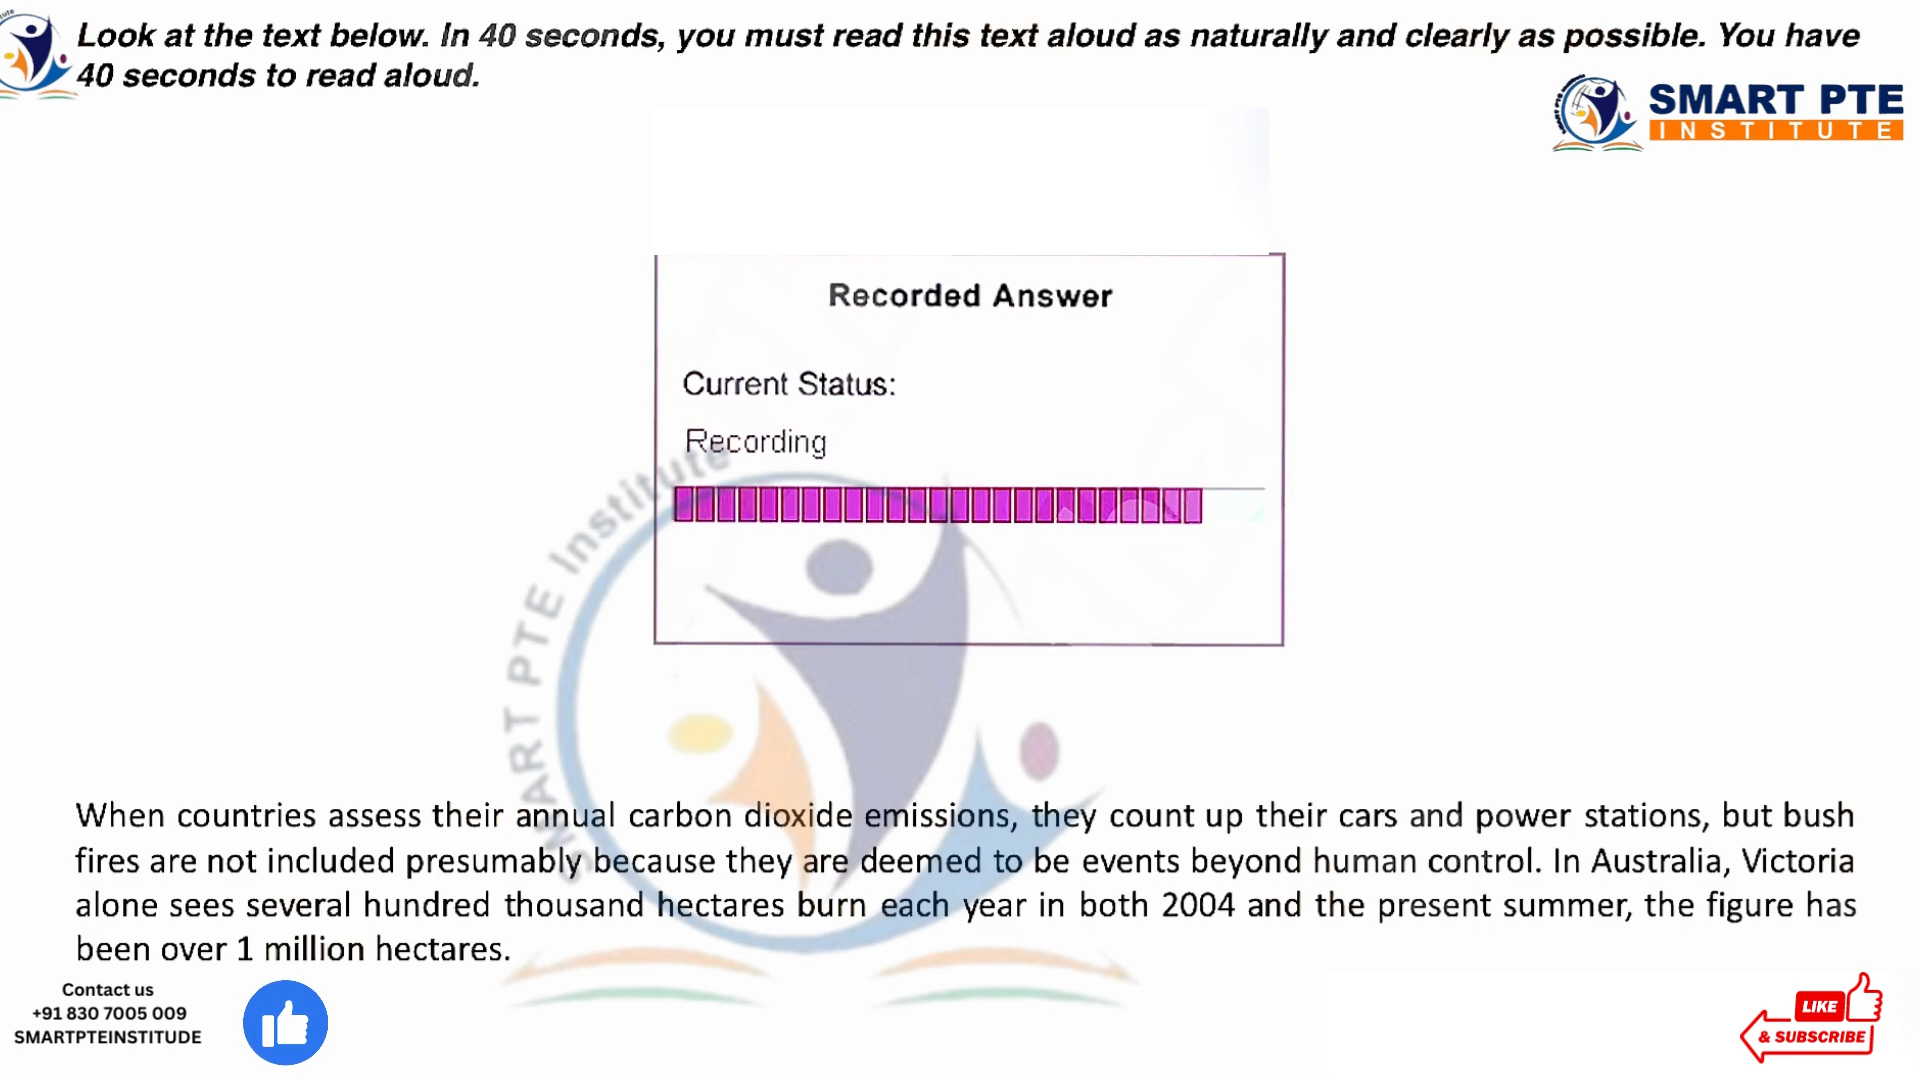 Look at the text below. In 40 seconds, you must read this text aloud as naturally and clearly as possible. You have
40 seconds to read aloud.
SMART PTE
INSTITUTE
Recorded Answer
Current Status:
Recording
SMART PTE Institute
When countries assess their annual carbon dioxide emissions, they count up their cars and power stations, but bush
fires are not included presumably because they are deemed to be events beyond human control. In Australia, Victoria
alone sees several hundred thousand hectares burn each year in both 2004 and the present summer, the figure has
been over 1 million hectares.
Contact us
+91 830 7005 009
SMARTPTEINSTITUDE
LIKE
& SUBSCRIBE